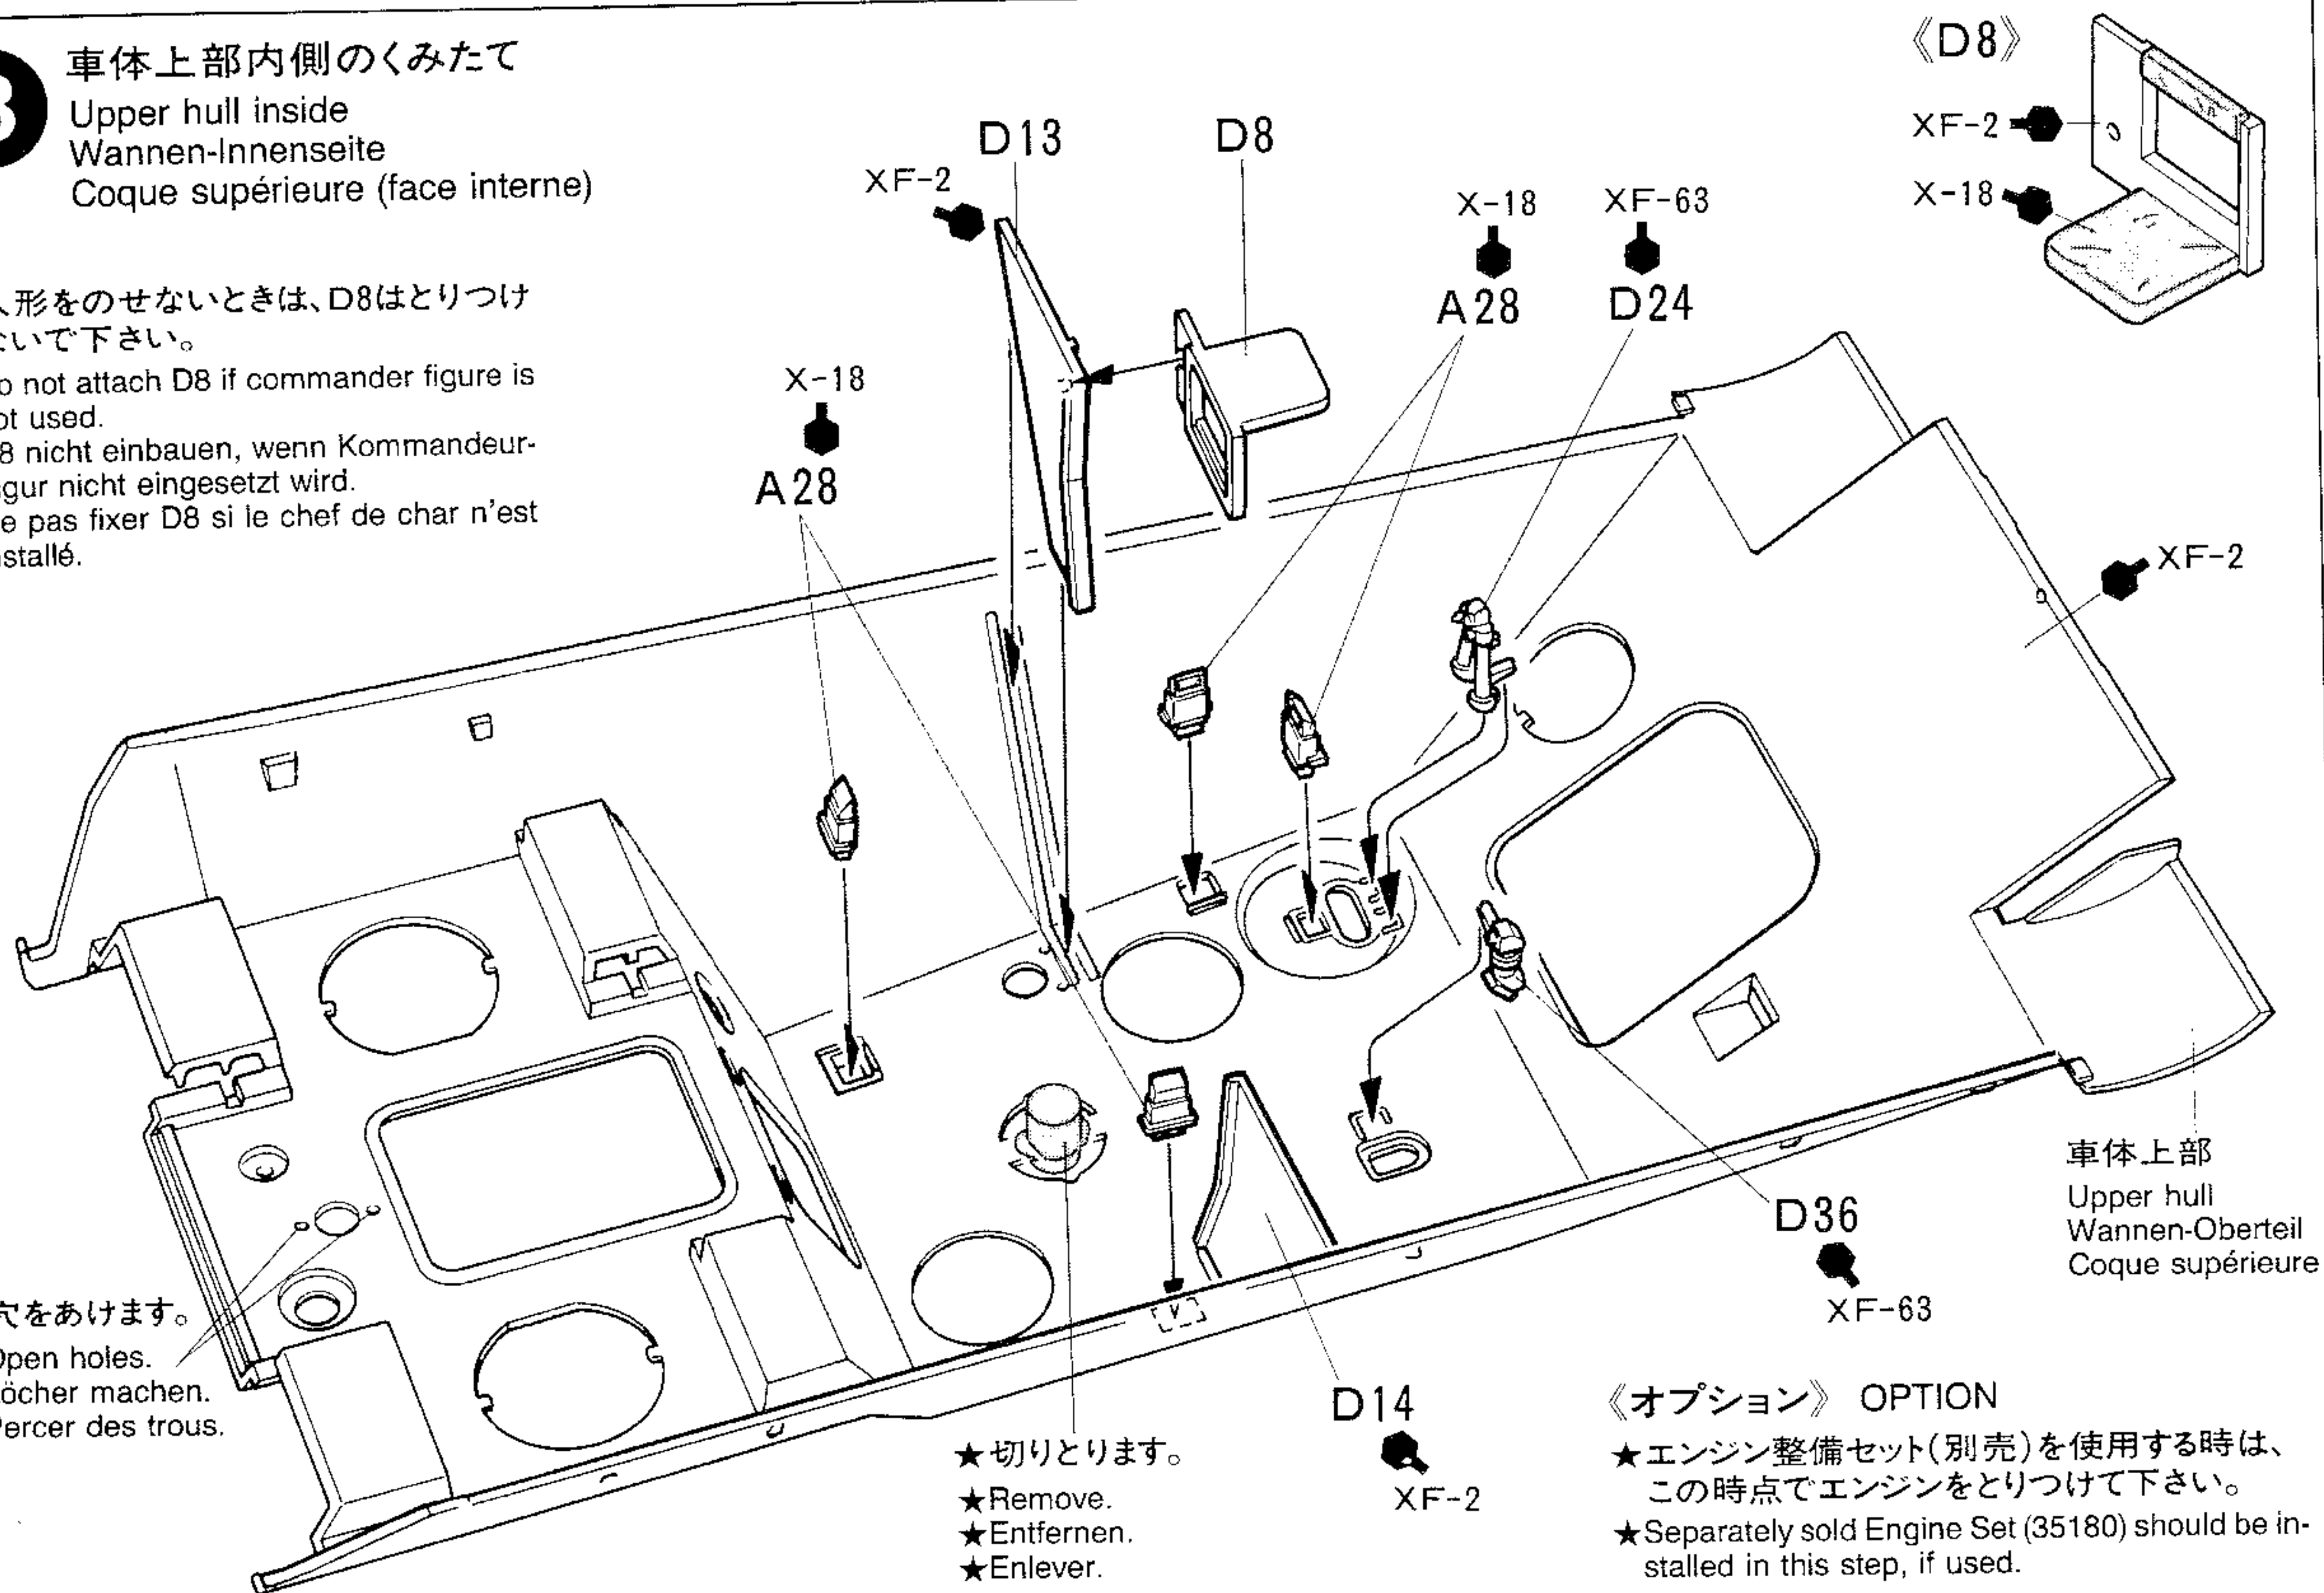 車体上部内側のくみたて
Upper hull inside
Wannen-Innenseite
Coque supérieure (face interne)
人形をのせないときは、D8はとりつけ
ないで下さい。
not attach D8 if commander figure is
used.
nicht einbauen, wenn Kommandeur-
nicht eingesetzt wird.
pas fixer D8 si le chef de char n'est
XF-2
D13
D8
X-18
A28
X-18
A28
XF-63
D24
《D8》
XF-2
X-18
XF-2
車体上部
Upper hull
Wannen-Oberteil
Coque supérieure
D36
XF-63
D14
XF-2
穴をあけます。
Open holes.
Löcher machen.
Percer des trous.
★切りとります。
★Remove.
★Entfernen.
★Enlever.
《オプション》 OPTION
★エンジン整備セット(別売)を使用する時は、
この時点でエンジンをとりつけて下さい。
★Separately sold Engine Set (35180) should be in-
stalled in this step, if used.